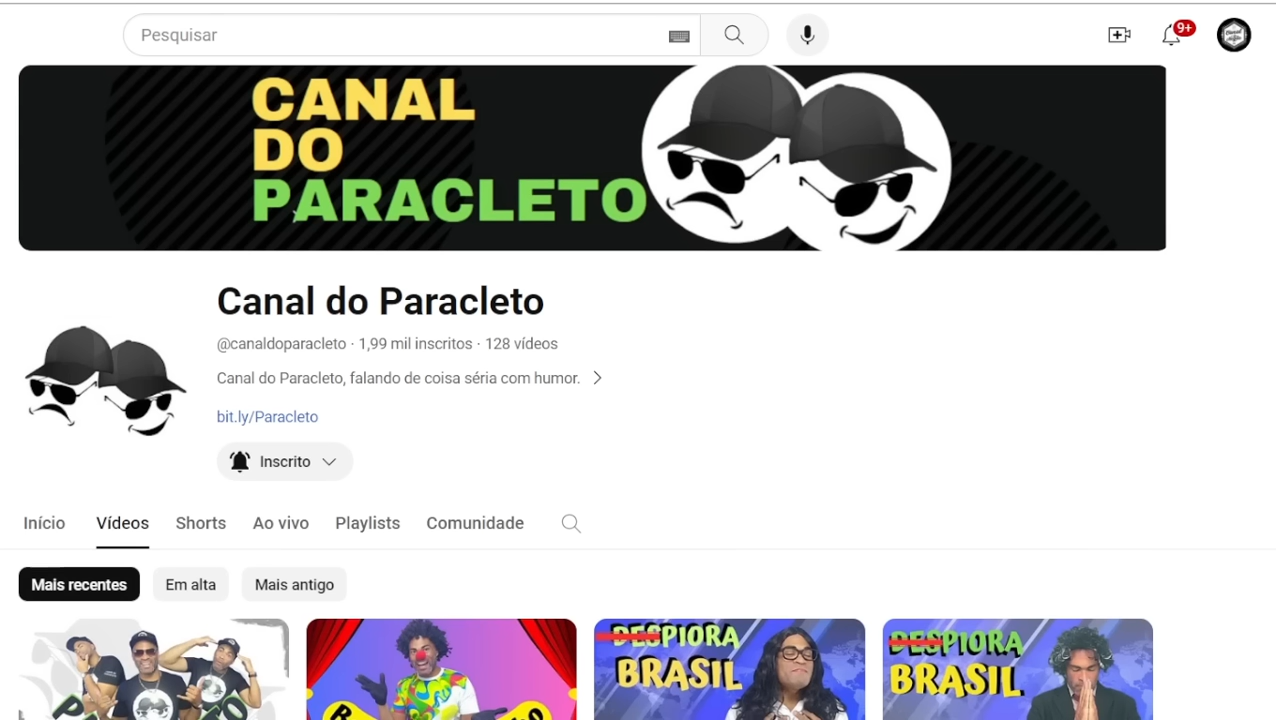 Pesquisar
9+
CANAL
DO
PARACLETO
Canal do Paracleto
@canaldoparacleto · 1,99 mil inscritos · 128 vídeos
Canal do Paracleto, falando de coisa séria com humor.
bit.ly/Paracleto
Inscrito
Início Vídeos Shorts Ao vivo Playlists Comunidade
Mais recentes Em alta Mais antigo
DESPIORA
BRASIL
DESPIORA
BRASIL